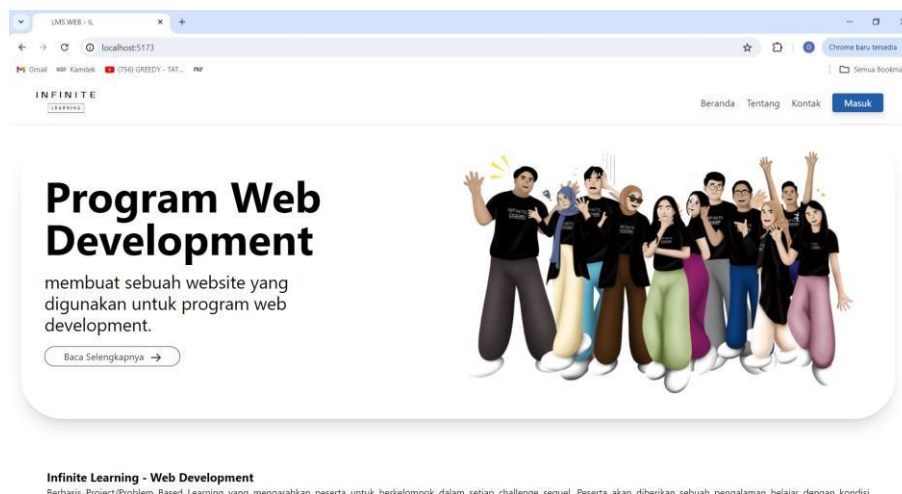 LMS WEB - IL
localhost:5173
Chrome baru tersedia
Gmail
Kamdek
(756) GREEDY - TAT...
Semua Bookma
INFINITE
LEARNING
Beranda Tentang Kontak Masuk
Program Web
Development
membuat sebuah website yang
digunakan untuk program web
development.
Baca Selengkapnya →
Infinite Learning - Web Development
Berbasis Project/Problem Based Learning yang mengarahkan peserta untuk berkelompok dalam setiap challenge sequel. Peserta akan diberikan sebuah pengalaman belajar dengan kondisi